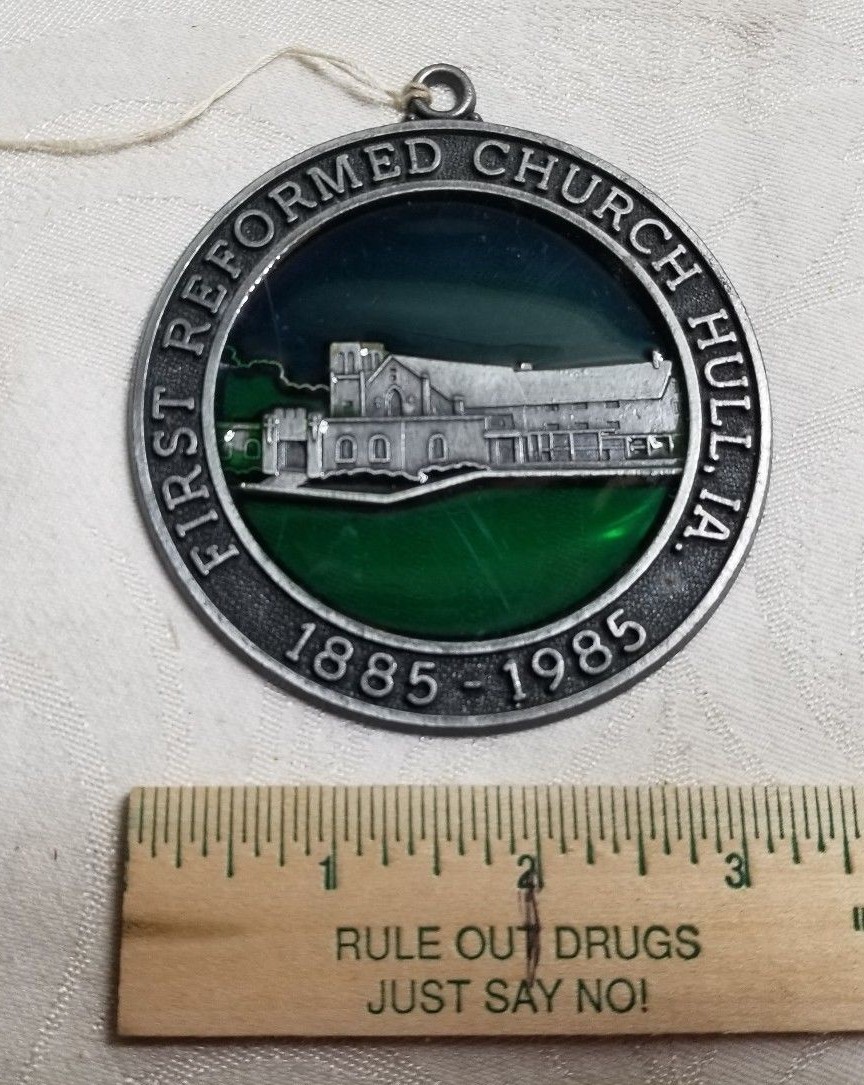 FIRST REFORMED CHURCH HULL, IA.
1885 - 1985
1 2 3
RULE OUT DRUGS
JUST SAY NO!